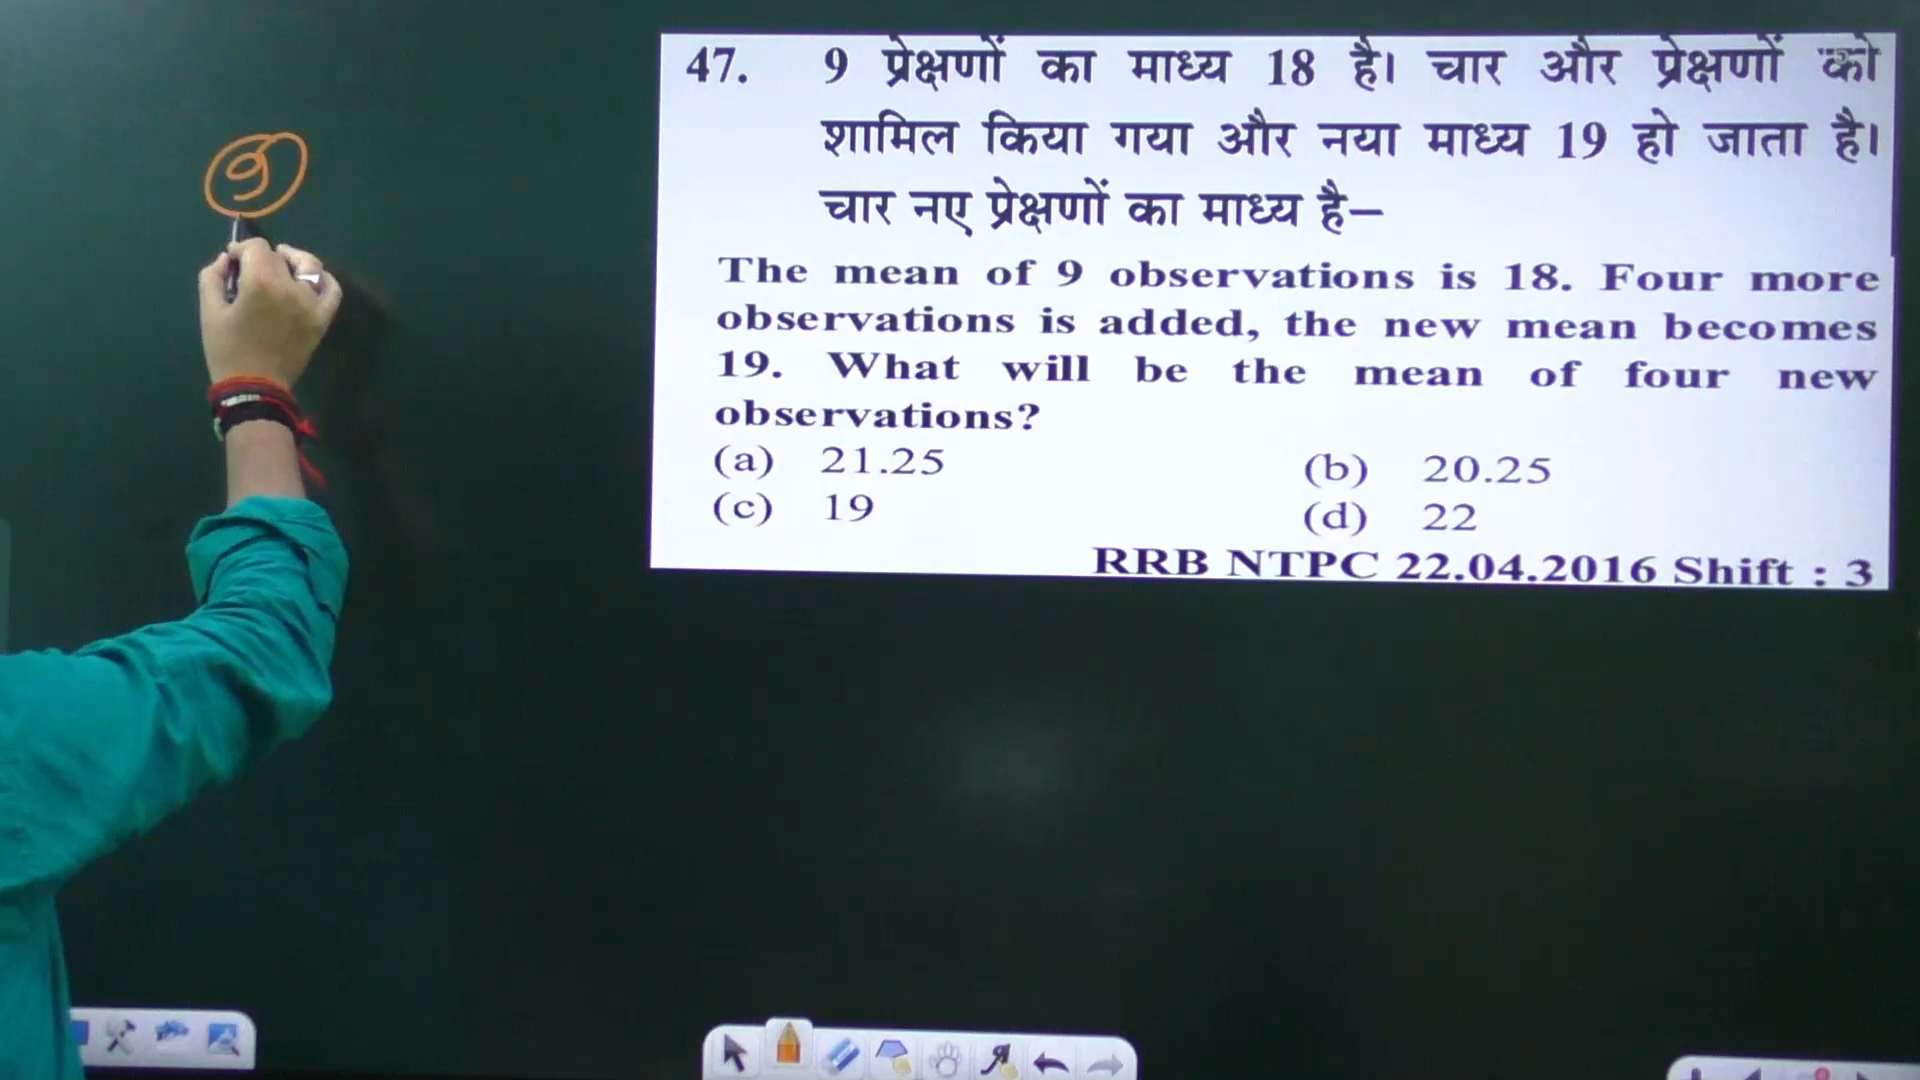 9
47. 9 प्रेक्षणों का माध्य 18 है। चार और प्रेक्षणों को
शामिल किया गया और नया माध्य 19 हो जाता है।
चार नए प्रेक्षणों का माध्य है–
The mean of 9 observations is 18. Four more
observations is added, the new mean becomes
19. What will be the mean of four new
observations?
(a) 21.25 (b) 20.25
(c) 19 (d) 22
RRB NTPC 22.04.2016 Shift : 3